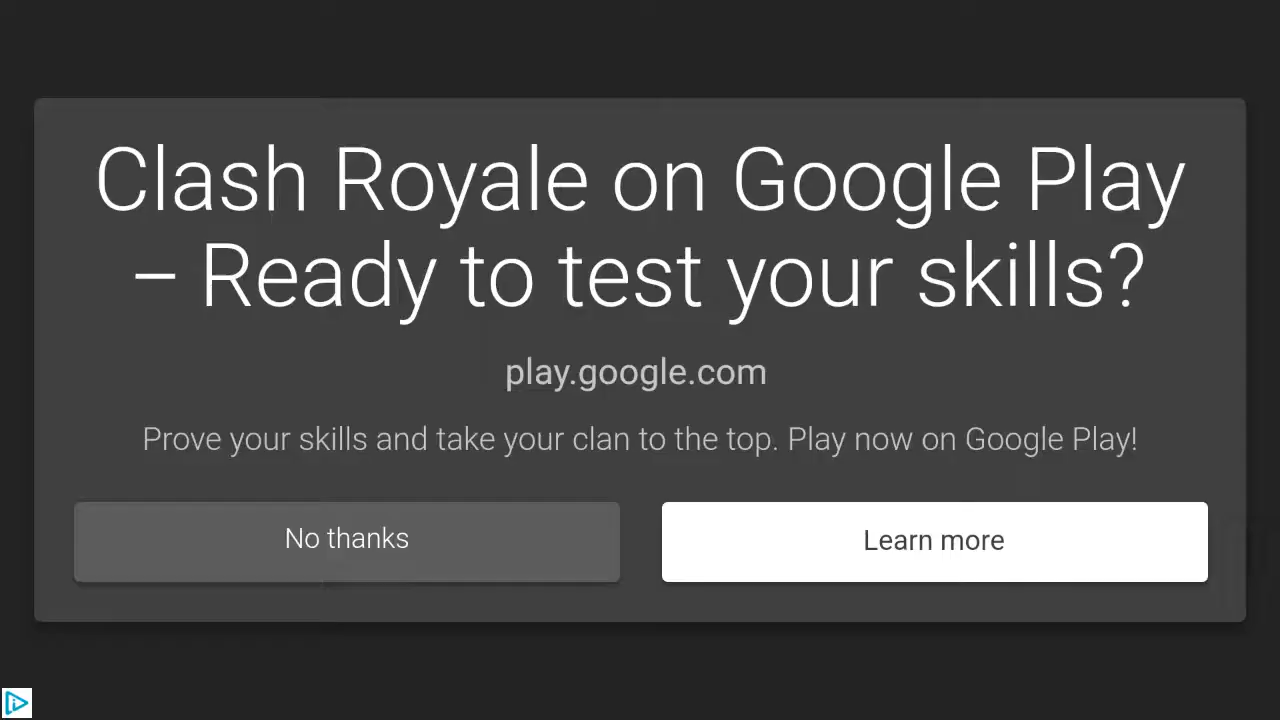 Clash Royale on Google Play
– Ready to test your skills?
play.google.com
Prove your skills and take your clan to the top. Play now on Google Play!
No thanks
Learn more